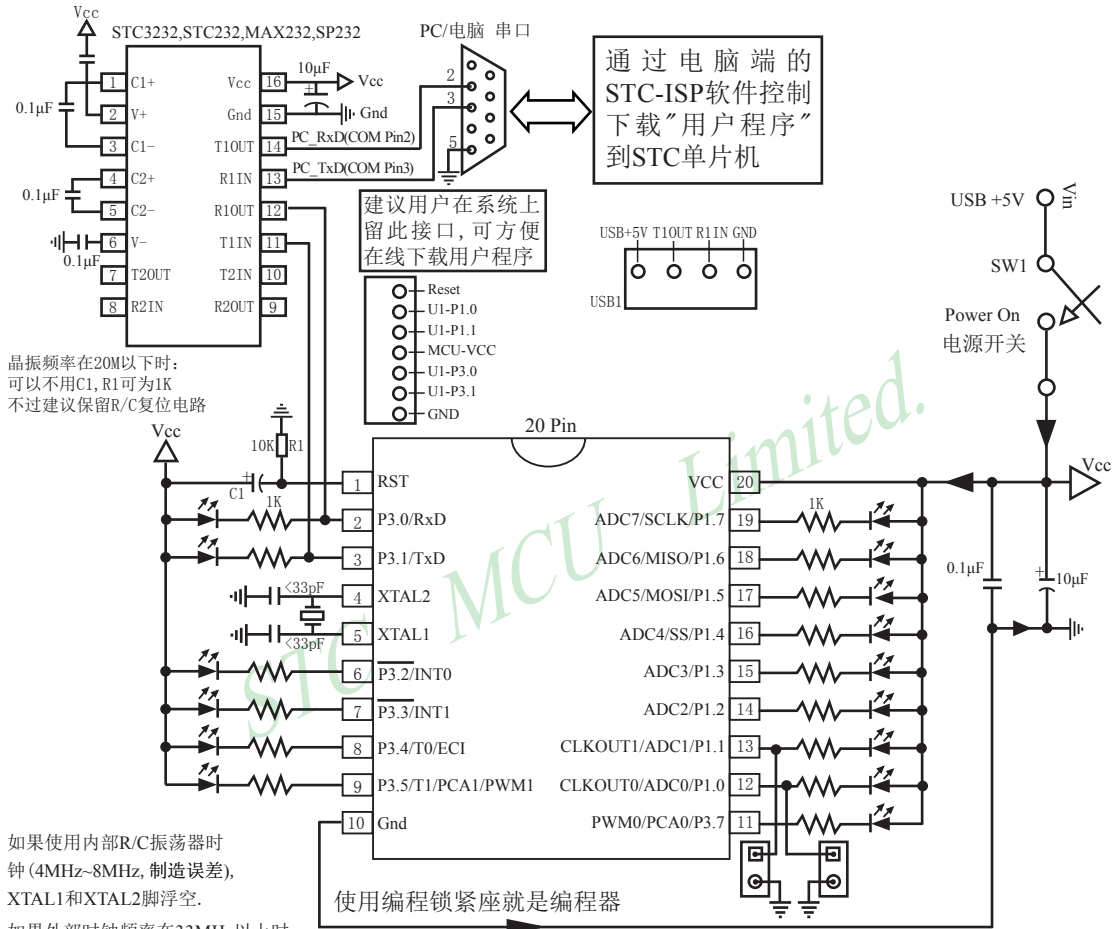 Vcc
STC3232,STC232,MAX232,SP232
PC/电脑 串口
1 C1+ Vcc 16
2 V+ Gnd 15
3 C1- T1OUT 14
4 C2+ R1IN 13
5 C2- R1OUT 12
6 V- T1IN 11
7 T2OUT T2IN 10
8 R2IN R2OUT 9
0.1μF
0.1μF
0.1μF
10μF
Vcc
Gnd
PC_RxD(COM Pin2)
PC_TxD(COM Pin3)
2
3
5
通过电脑端的
STC-ISP软件控制
下载"用户程序"
到STC单片机
建议用户在系统上
留此接口,可方便
在线下载用户程序
Reset
U1-P1.0
U1-P1.1
MCU-VCC
U1-P3.0
U1-P3.1
GND
USB+5V T1OUT R1IN GND
USB1
USB +5V
Vin
SW1
Power On
电源开关
晶振频率在20M以下时:
可以不用C1,R1可为1K
不过建议保留R/C复位电路
Vcc
10K R1
+
C1
1K
<33pF
<33pF
20 Pin
1 RST VCC 20
2 P3.0/RxD ADC7/SCLK/P1.7 19
3 P3.1/TxD ADC6/MISO/P1.6 18
4 XTAL2 ADC5/MOSI/P1.5 17
5 XTAL1 ADC4/SS/P1.4 16
6 P3.2/INT0 ADC3/P1.3 15
7 P3.3/INT1 ADC2/P1.2 14
8 P3.4/T0/ECI CLKOUT1/ADC1/P1.1 13
9 P3.5/T1/PCA1/PWM1 CLKOUT0/ADC0/P1.0 12
10 Gnd PWM0/PCA0/P3.7 11
1K
Vcc
0.1μF
+
10μF
STC MCU Limited.
如果使用内部R/C振荡器时
钟(4MHz~8MHz,制造误差),
XTAL1和XTAL2脚浮空.
使用编程锁紧座就是编程器